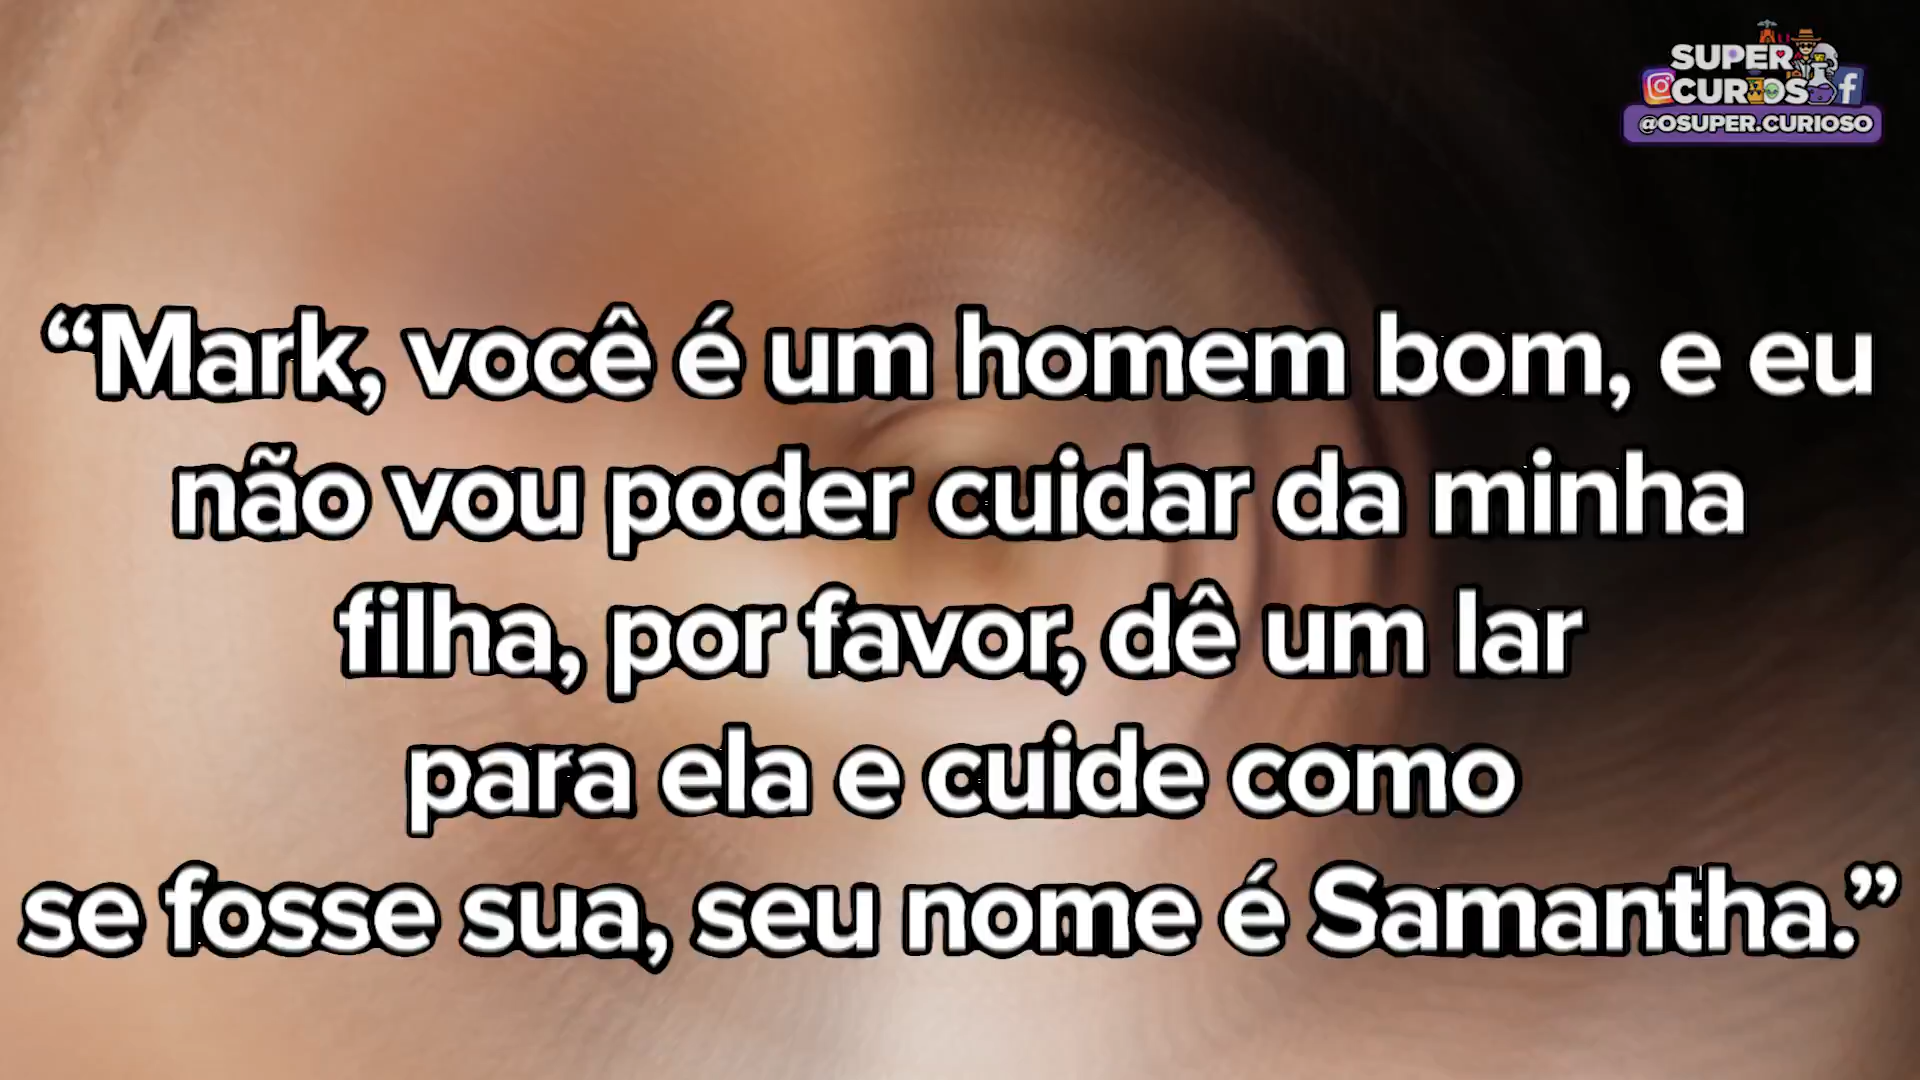 SUPER
CURIOSO
@OSUPER.CURIOSO
“Mark, você é um homem bom, e eu
não vou poder cuidar da minha
filha, por favor, dê um lar
para ela e cuide como
se fosse sua, seu nome é Samantha.”